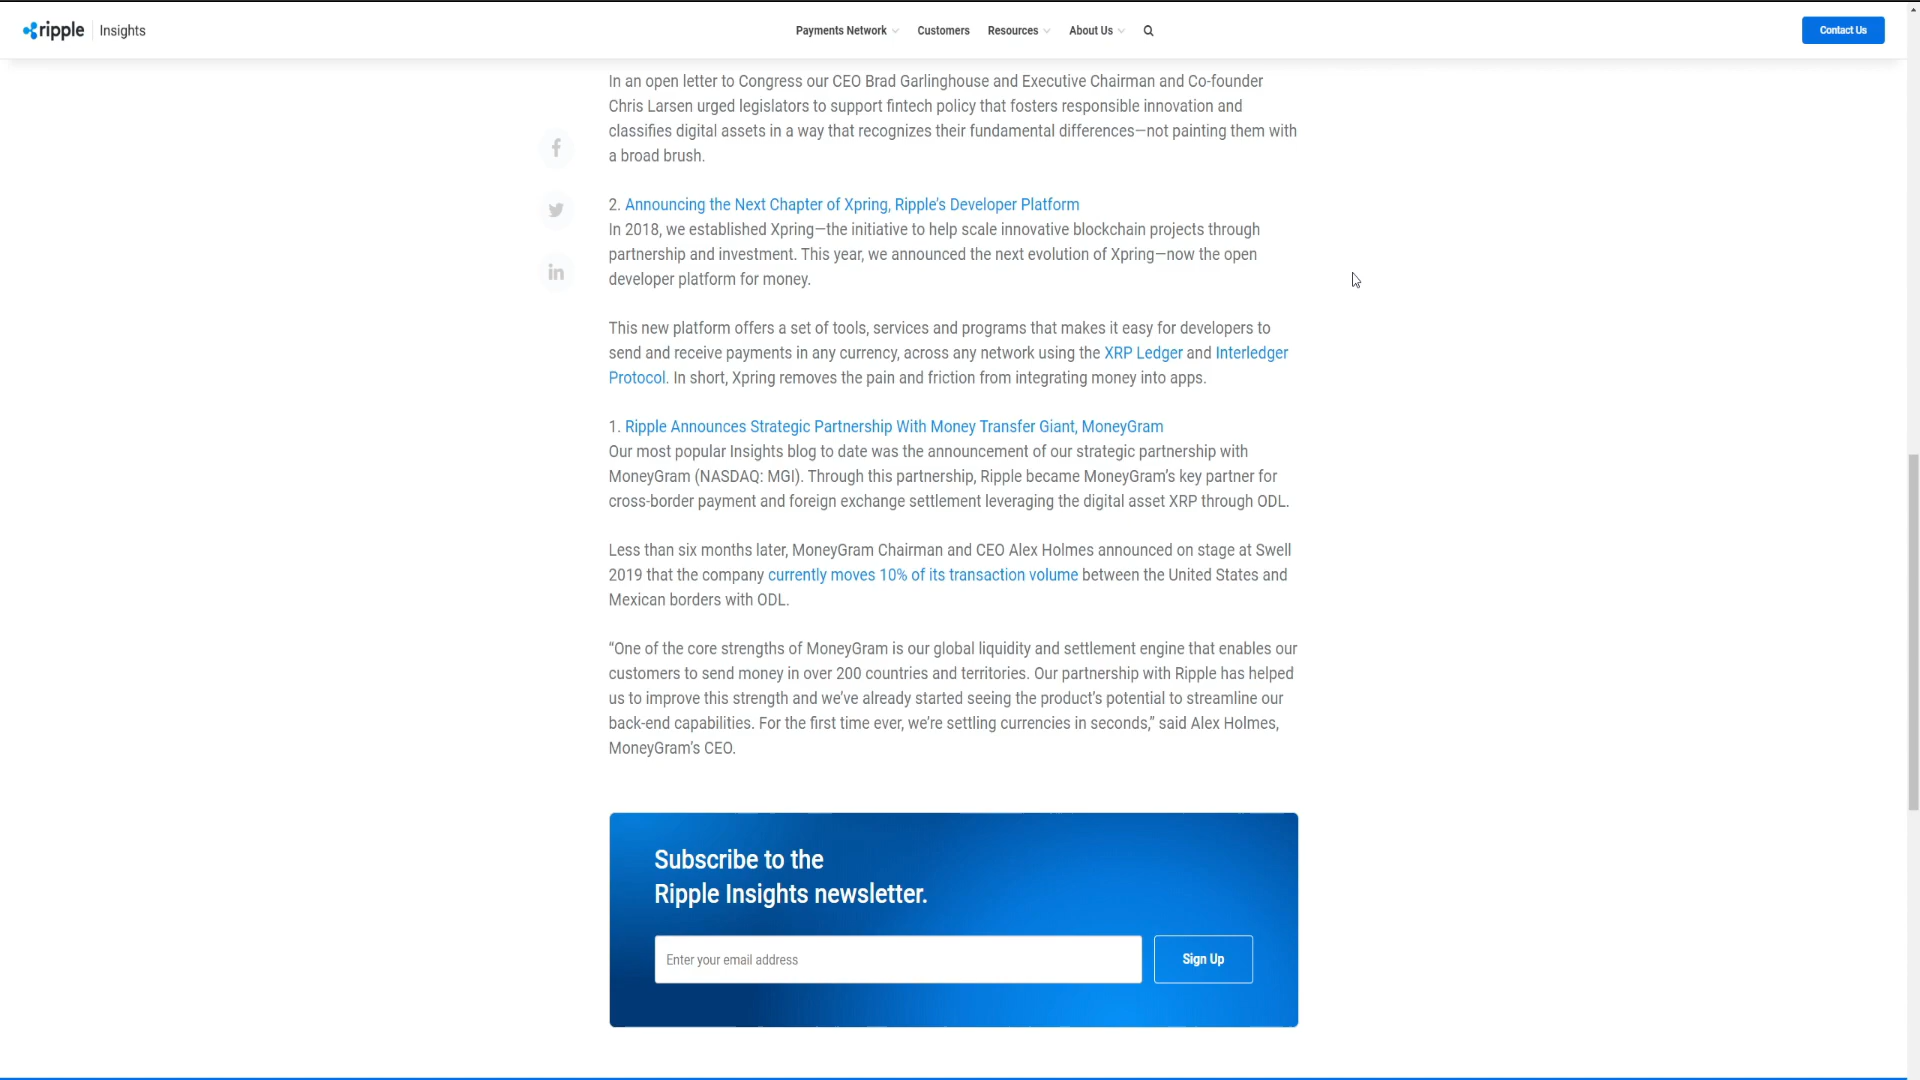 ripple Insights
Payments Network Customers Resources About Us
Contact Us
In an open letter to Congress our CEO Brad Garlinghouse and Executive Chairman and Co-founder
Chris Larsen urged legislators to support fintech policy that fosters responsible innovation and
classifies digital assets in a way that recognizes their fundamental differences—not painting them with
a broad brush.
2. Announcing the Next Chapter of Xpring, Ripple's Developer Platform
In 2018, we established Xpring—the initiative to help scale innovative blockchain projects through
partnership and investment. This year, we announced the next evolution of Xpring—now the open
developer platform for money.
This new platform offers a set of tools, services and programs that makes it easy for developers to
send and receive payments in any currency, across any network using the XRP Ledger and Interledger
Protocol. In short, Xpring removes the pain and friction from integrating money into apps.
1. Ripple Announces Strategic Partnership With Money Transfer Giant, MoneyGram
Our most popular Insights blog to date was the announcement of our strategic partnership with
MoneyGram (NASDAQ: MGI). Through this partnership, Ripple became MoneyGram’s key partner for
cross-border payment and foreign exchange settlement leveraging the digital asset XRP through ODL.
Less than six months later, MoneyGram Chairman and CEO Alex Holmes announced on stage at Swell
2019 that the company currently moves 10% of its transaction volume between the United States and
Mexican borders with ODL.
“One of the core strengths of MoneyGram is our global liquidity and settlement engine that enables our
customers to send money in over 200 countries and territories. Our partnership with Ripple has helped
us to improve this strength and we’ve already started seeing the product’s potential to streamline our
back-end capabilities. For the first time ever, we’re settling currencies in seconds,” said Alex Holmes,
MoneyGram’s CEO.
Subscribe to the
Ripple Insights newsletter.
Enter your email address
Sign Up